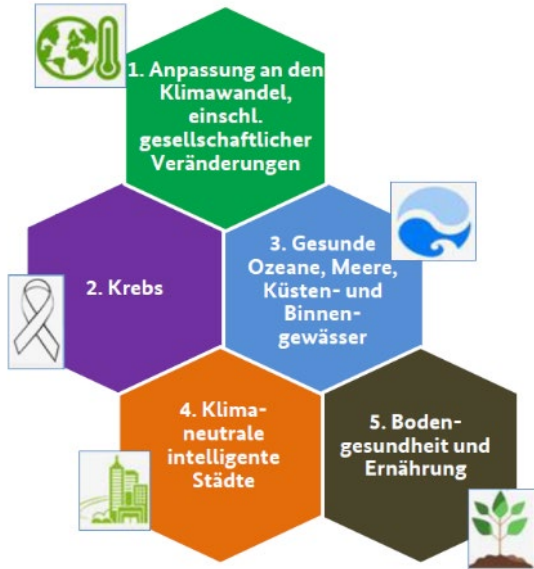 1. Anpassung an den
Klimawandel,
einschl.
gesellschaftlicher
Veränderungen
2. Krebs
3. Gesunde
Ozeane, Meere,
Küsten- und
Binnen-
gewässer
4. Klima-
neutrale
intelligente
Städte
5. Boden-
gesundheit und
Ernährung